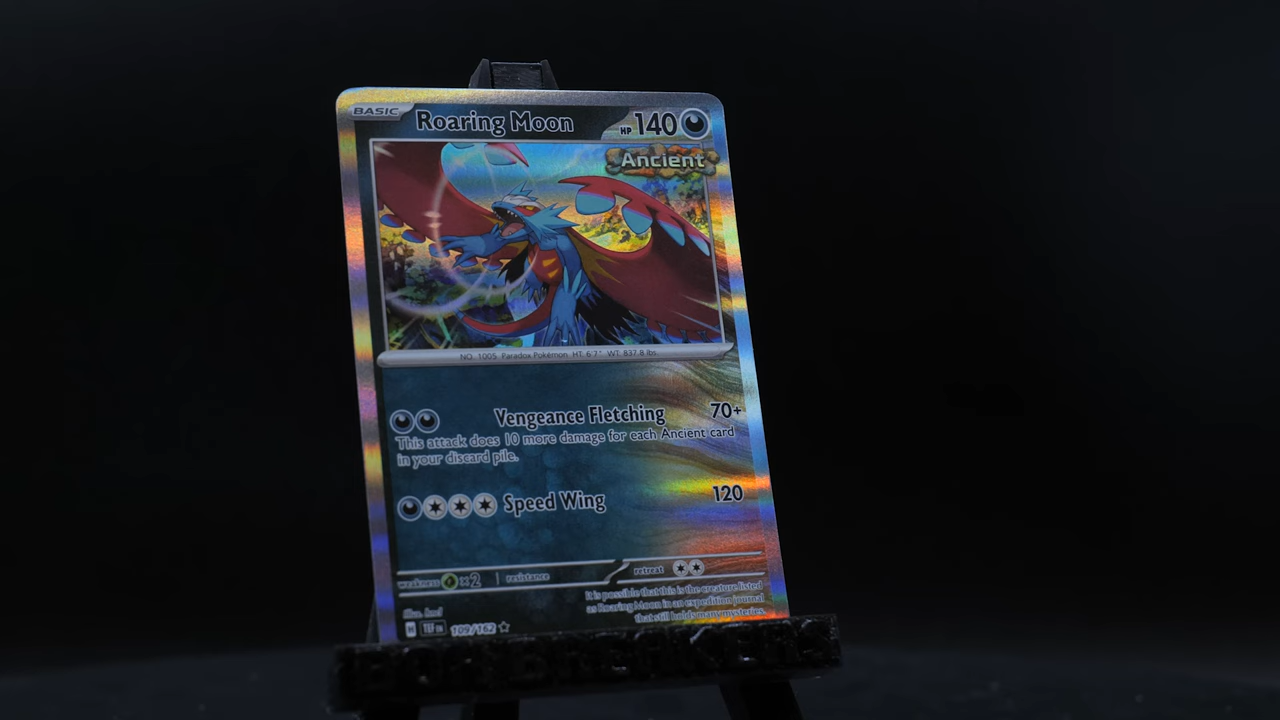 BASIC Roaring Moon HP 140
Ancient
NO. 1005 Paradox Pokémon HT. 6'7" WT. 837.8 lbs.
Vengeance Fletching 70+
This attack does 10 more damage for each Ancient card
in your discard pile.
Speed Wing 120
weakness ×2 resistance retreat
It is possible that this is the creature listed
as Roaring Moon in an expedition journal
that still holds many mysteries.
H TEF EN 109/162